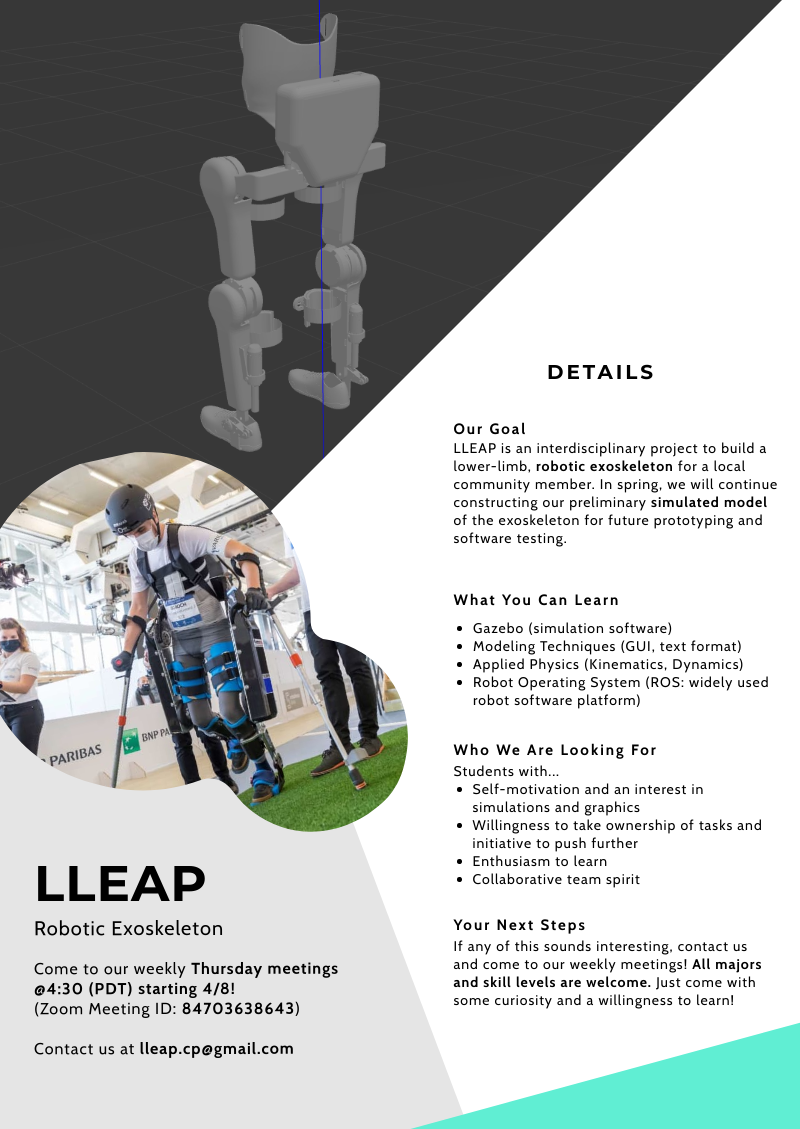 DETAILS
Our Goal
LLEAP is an interdisciplinary project to build a
lower-limb, robotic exoskeleton for a local
community member. In spring, we will continue
constructing our preliminary simulated model
of the exoskeleton for future prototyping and
software testing.
What You Can Learn
• Gazebo (simulation software)
• Modeling Techniques (GUI, text format)
• Applied Physics (Kinematics, Dynamics)
• Robot Operating System (ROS: widely used
robot software platform)
Who We Are Looking For
Students with...
• Self-motivation and an interest in
simulations and graphics
• Willingness to take ownership of tasks and
initiative to push further
• Enthusiasm to learn
• Collaborative team spirit
Your Next Steps
If any of this sounds interesting, contact us
and come to our weekly meetings! All majors
and skill levels are welcome. Just come with
some curiosity and a willingness to learn!
PARIBAS
BNP PA
LLEAP
Robotic Exoskeleton
Come to our weekly Thursday meetings
@4:30 (PDT) starting 4/8!
(Zoom Meeting ID: 84703638643)
Contact us at lleap.cp@gmail.com